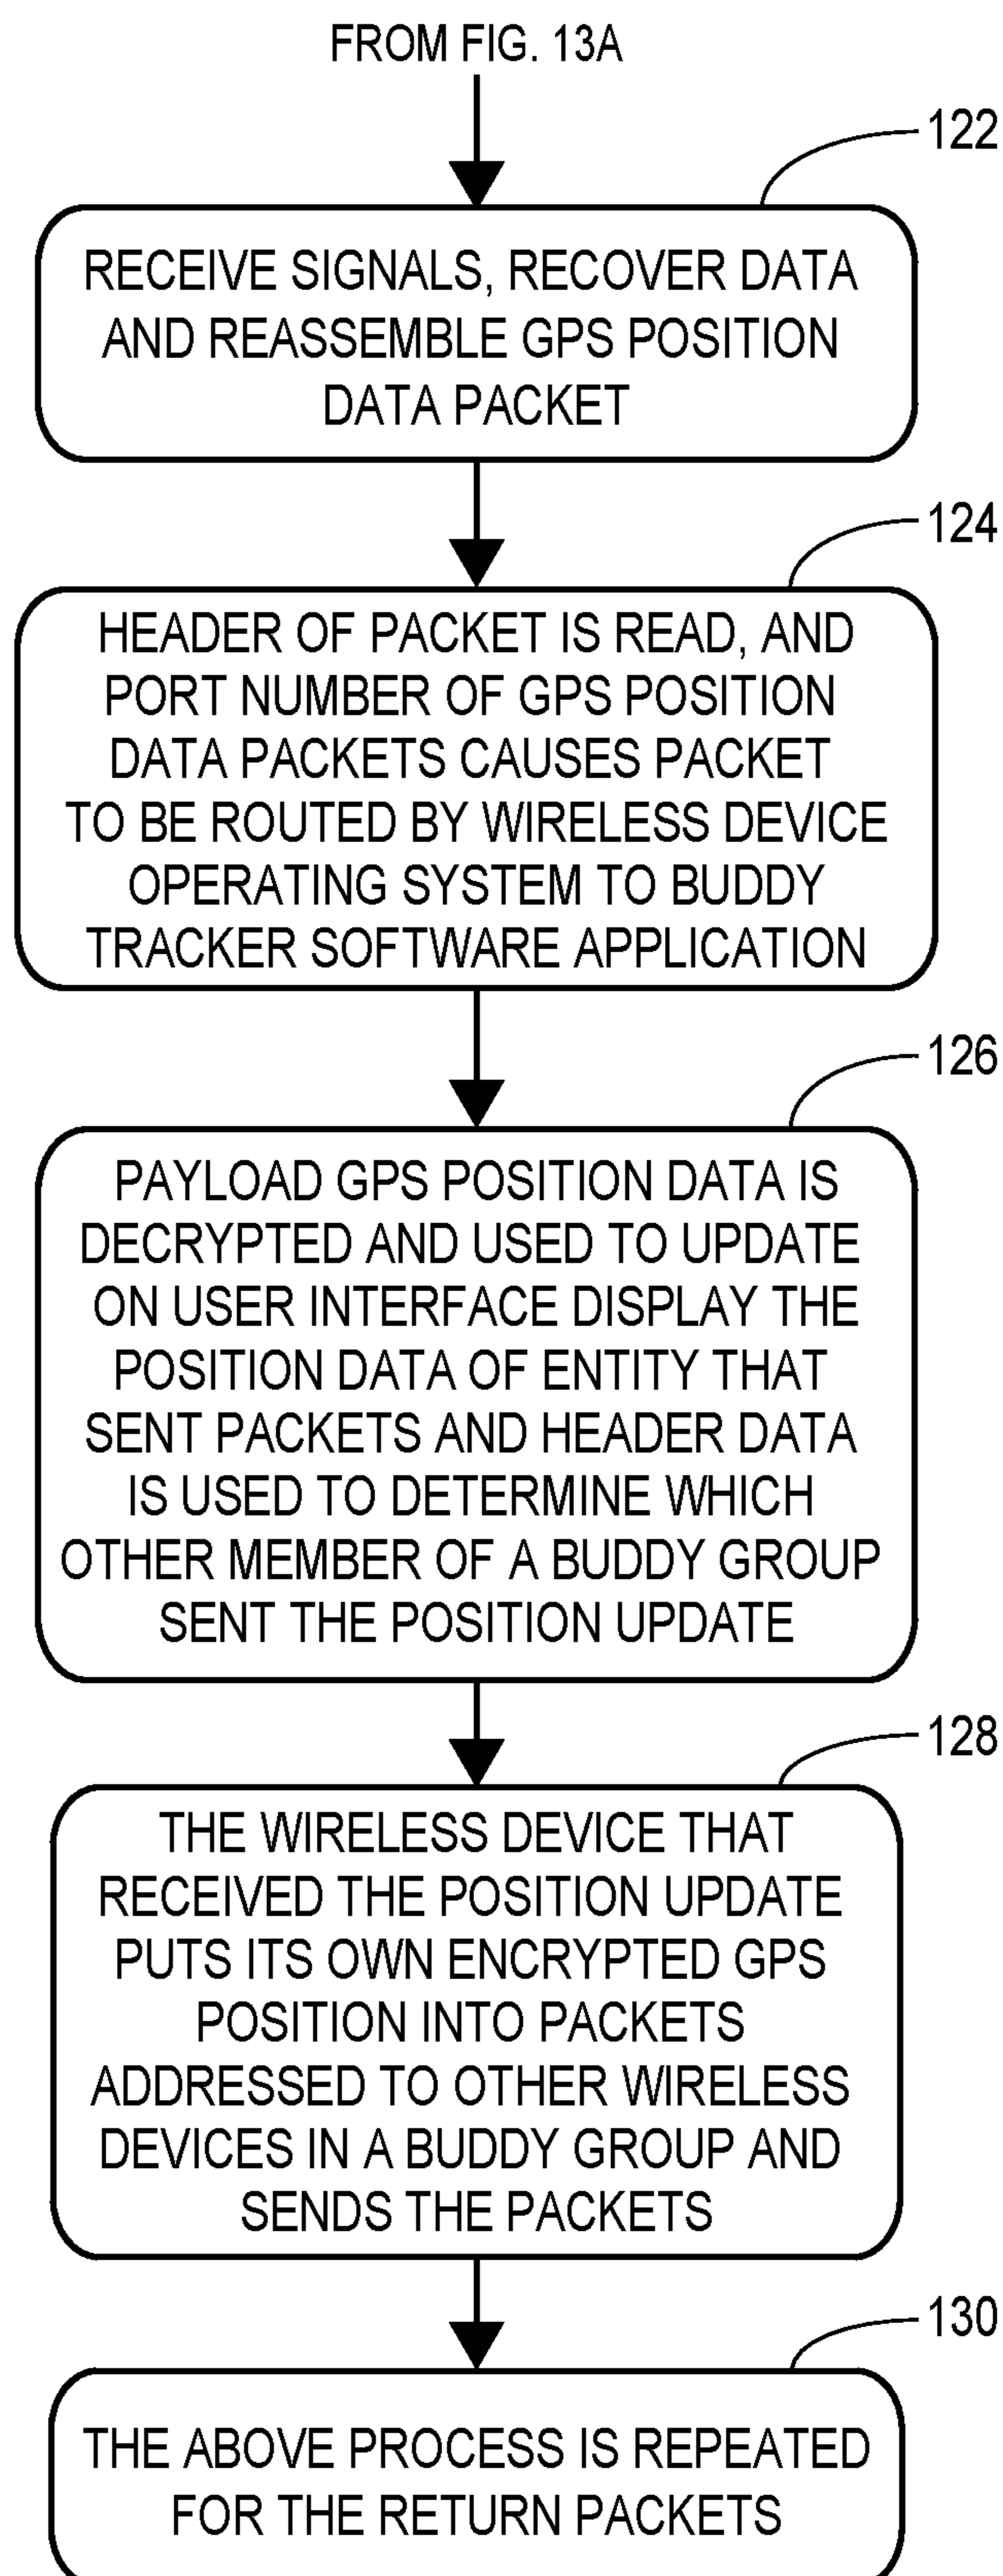 FROM FIG. 13A
122
RECEIVE SIGNALS, RECOVER DATA
AND REASSEMBLE GPS POSITION
DATA PACKET
124
HEADER OF PACKET IS READ, AND
PORT NUMBER OF GPS POSITION
DATA PACKETS CAUSES PACKET
TO BE ROUTED BY WIRELESS DEVICE
OPERATING SYSTEM TO BUDDY
TRACKER SOFTWARE APPLICATION
126
PAYLOAD GPS POSITION DATA IS
DECRYPTED AND USED TO UPDATE
ON USER INTERFACE DISPLAY THE
POSITION DATA OF ENTITY THAT
SENT PACKETS AND HEADER DATA
IS USED TO DETERMINE WHICH
OTHER MEMBER OF A BUDDY GROUP
SENT THE POSITION UPDATE
128
THE WIRELESS DEVICE THAT
RECEIVED THE POSITION UPDATE
PUTS ITS OWN ENCRYPTED GPS
POSITION INTO PACKETS
ADDRESSED TO OTHER WIRELESS
DEVICES IN A BUDDY GROUP AND
SENDS THE PACKETS
130
THE ABOVE PROCESS IS REPEATED
FOR THE RETURN PACKETS